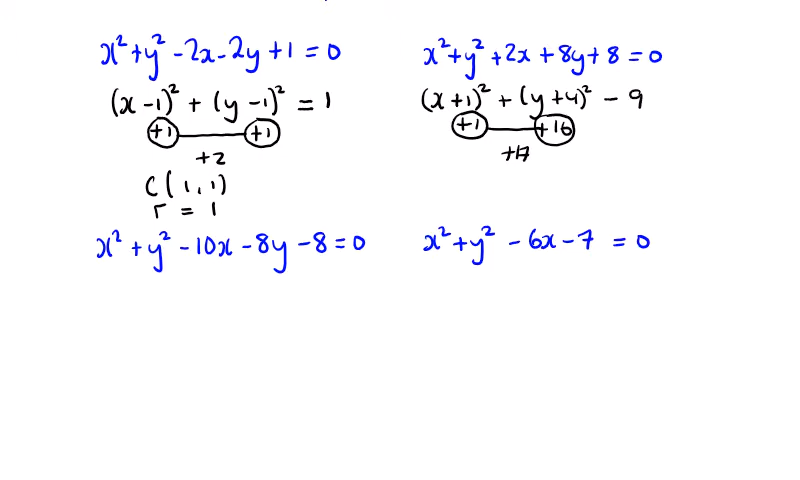 x² + y² - 2x - 2y + 1 = 0
(x - 1)² + (y - 1)² = 1
+1 +1
+2
C(1,1)
r = 1
x² + y² + 2x + 8y + 8 = 0
(x + 1)² + (y + 4)² - 9
+1 +16
+17
x² + y² - 10x - 8y - 8 = 0
x² + y² - 6x - 7 = 0